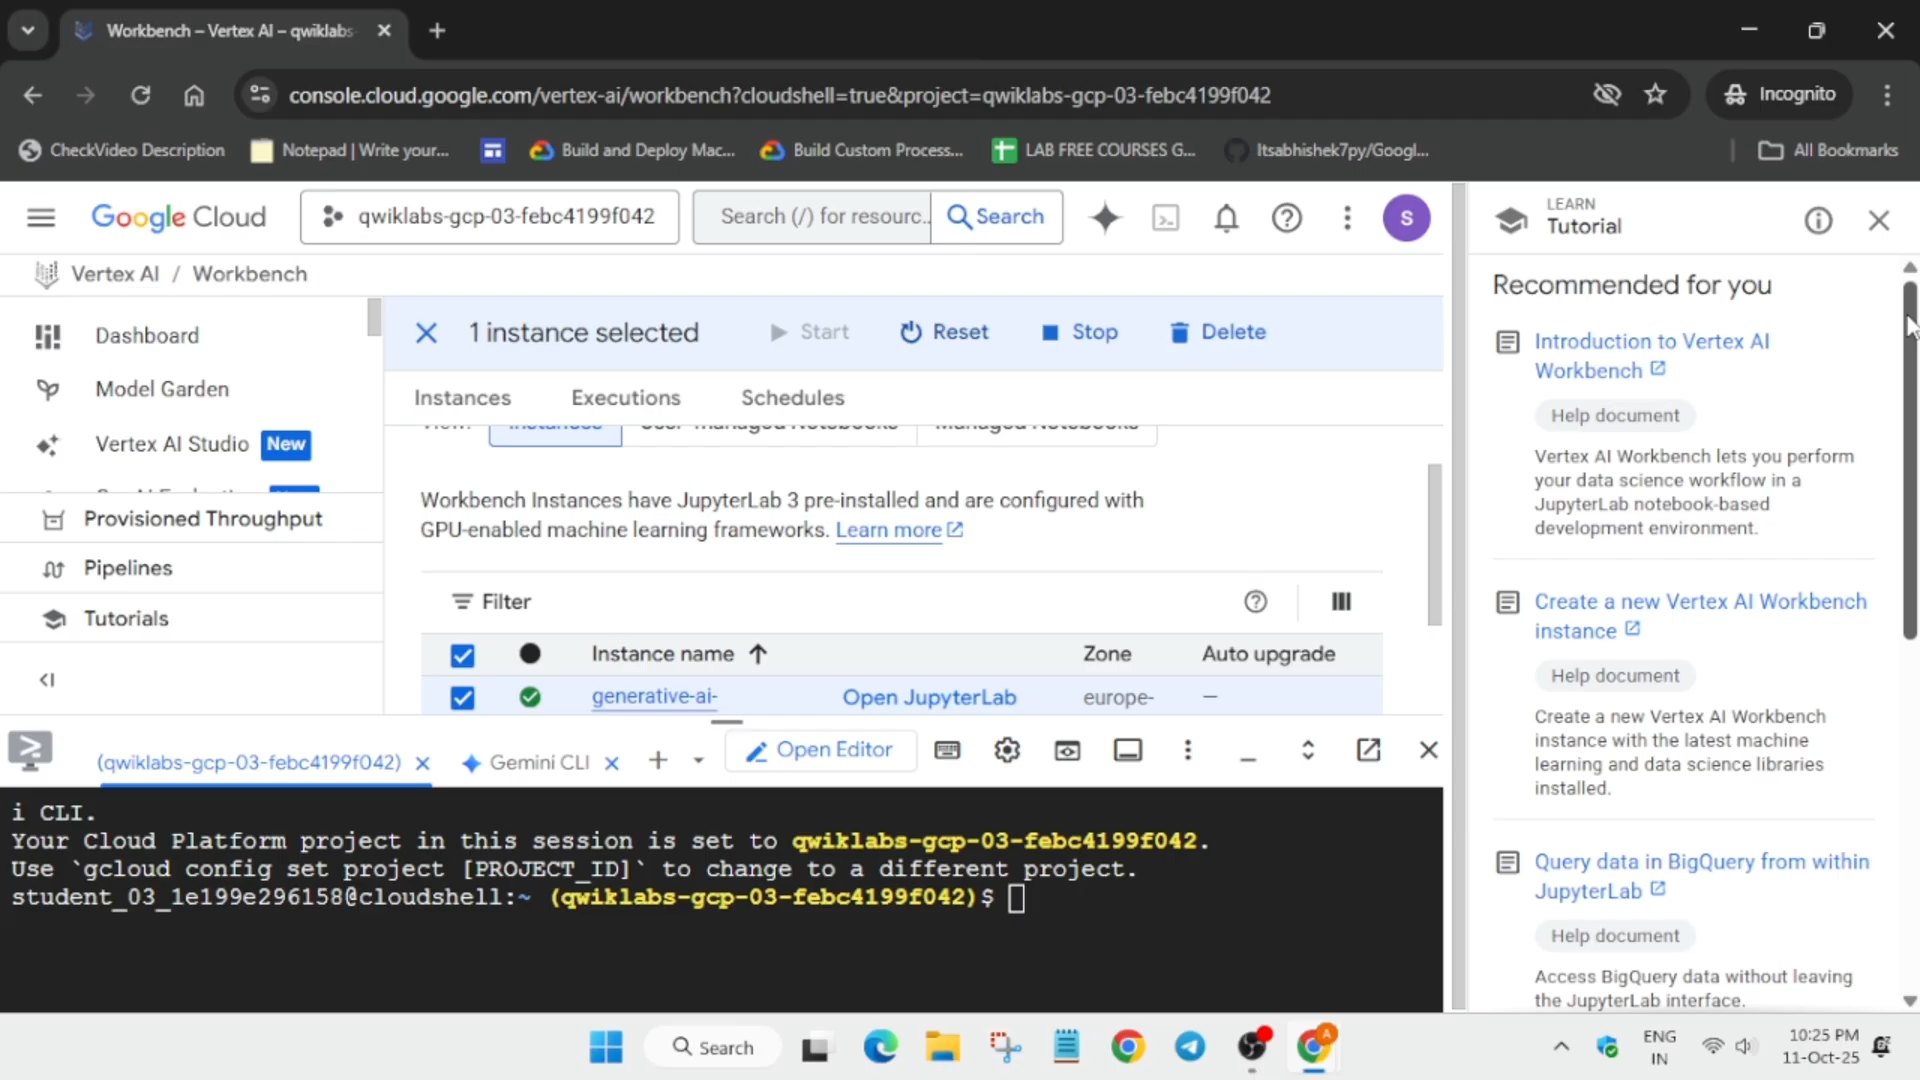 Workbench – Vertex AI – qwiklabs
console.cloud.google.com/vertex-ai/workbench?cloudshell=true&project=qwiklabs-gcp-03-febc4199f042
Incognito
CheckVideo Description
Notepad | Write your...
Build and Deploy Mac...
Build Custom Process...
LAB FREE COURSES G...
Itsabhishek7py/Googl...
All Bookmarks
Google Cloud
qwiklabs-gcp-03-febc4199f042
Search (/) for resourc...
Search
S
Vertex AI / Workbench
Dashboard
Model Garden
Vertex AI Studio New
Provisioned Throughput
Pipelines
Tutorials
1 instance selected
Start
Reset
Stop
Delete
Instances
Executions
Schedules
View:
Instances
User-managed Notebooks
Managed Notebooks
Workbench Instances have JupyterLab 3 pre-installed and are configured with
GPU-enabled machine learning frameworks. Learn more
Filter
Instance name
Zone
Auto upgrade
generative-ai-
Open JupyterLab
europe-
—
LEARN
Tutorial
Recommended for you
Introduction to Vertex AI
Workbench
Help document
Vertex AI Workbench lets you perform
your data science workflow in a
JupyterLab notebook-based
development environment.
Create a new Vertex AI Workbench
instance
Help document
Create a new Vertex AI Workbench
instance with the latest machine
learning and data science libraries
installed.
Query data in BigQuery from within
JupyterLab
Help document
Access BigQuery data without leaving
the JupyterLab interface.
(qwiklabs-gcp-03-febc4199f042)
Gemini CLI
Open Editor
i CLI.
Your Cloud Platform project in this session is set to qwiklabs-gcp-03-febc4199f042.
Use `gcloud config set project [PROJECT_ID]` to change to a different project.
student_03_1e199e296158@cloudshell:~ (qwiklabs-gcp-03-febc4199f042)$
Search
A
ENG
IN
10:25 PM
11-Oct-25